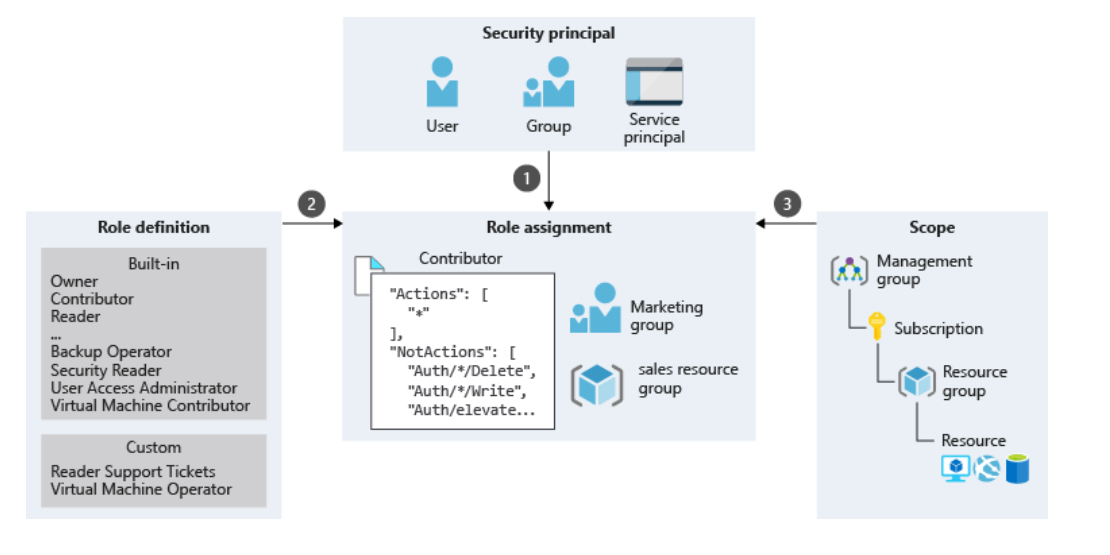 Security principal
User
Group
Service
principal
1
2
3
Role definition
Built-in
Owner
Contributor
Reader
...
Backup Operator
Security Reader
User Access Administrator
Virtual Machine Contributor
Custom
Reader Support Tickets
Virtual Machine Operator
Role assignment
Contributor
"Actions": [
"*"
],
"NotActions": [
"Auth/*/Delete",
"Auth/*/Write",
"Auth/elevate...
Marketing
group
sales resource
group
Scope
Management
group
Subscription
Resource
group
Resource